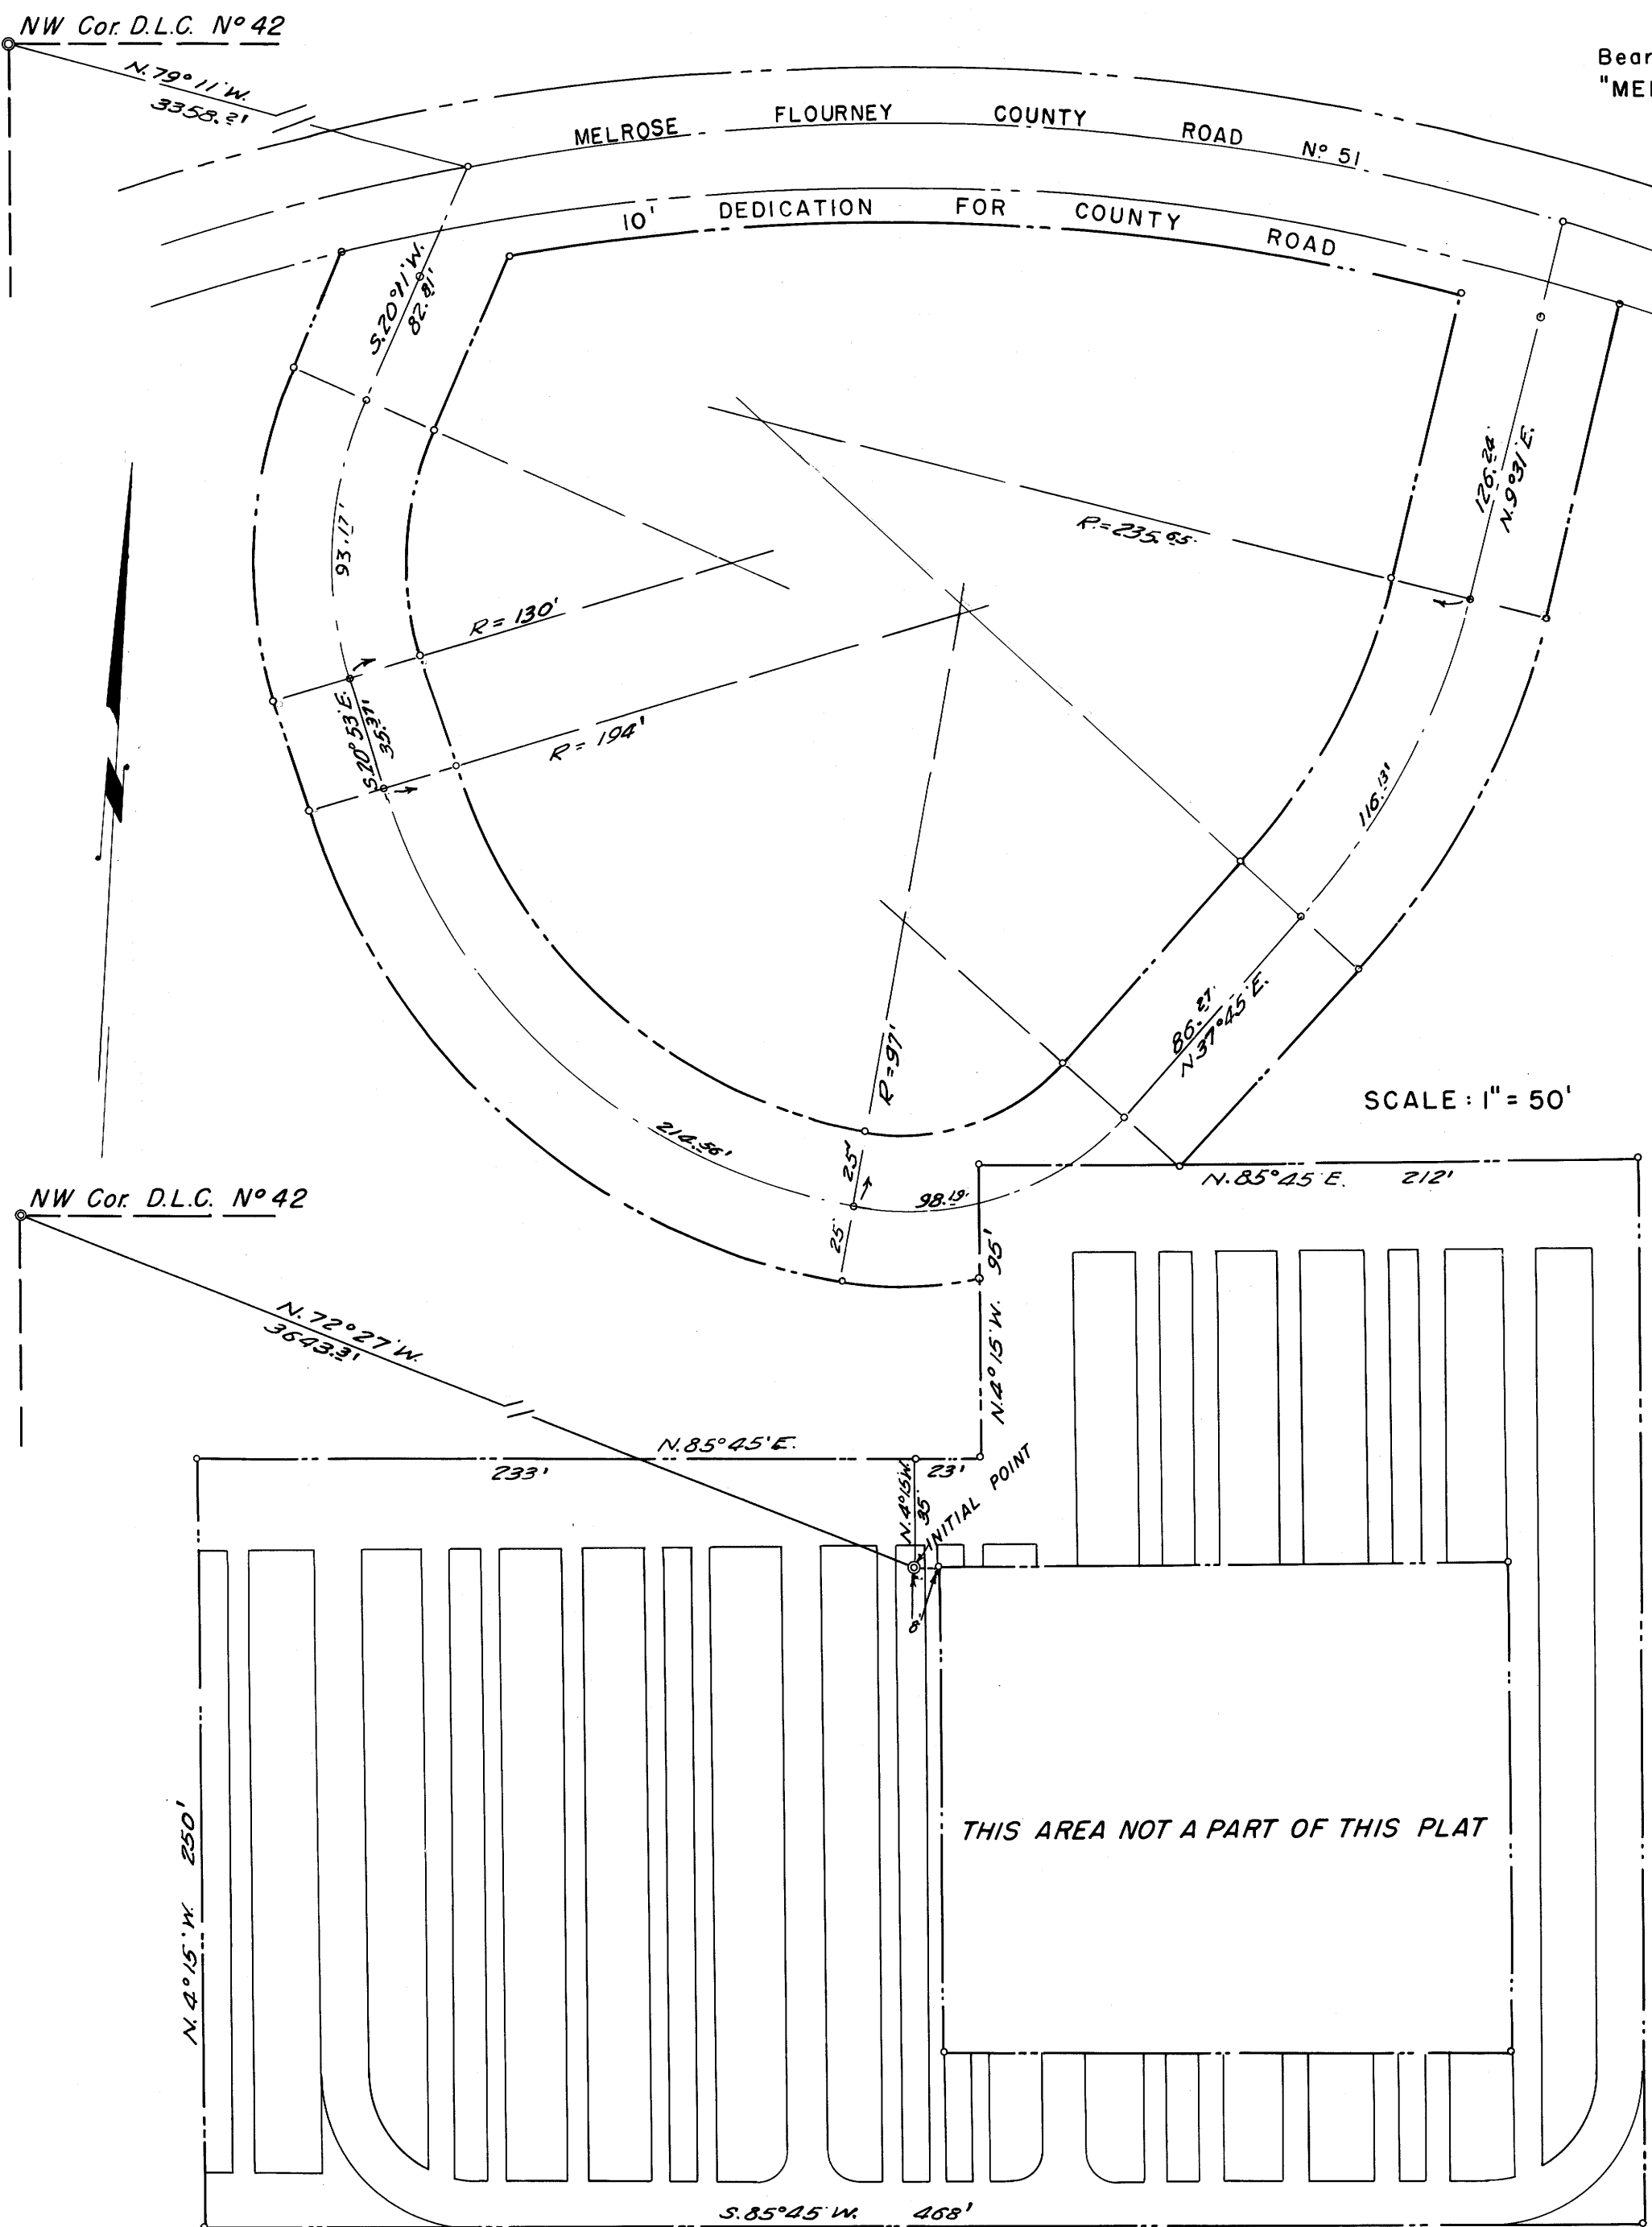 NW Cor. D.L.C. Nº 42
Bear
"MEL
N. 79° 11' W.
3358.21'
MELROSE FLOURNEY COUNTY ROAD Nº 51
10' DEDICATION FOR COUNTY ROAD
S. 20° 11' W.
82.81'
126.24'
N. 9° 31' E.
R. = 235.65'
93.17'
R = 130'
S. 20° 53' E.
35.37'
R = 194'
116.13'
86.27'
N. 37° 45' E.
R = 97'
SCALE : 1" = 50'
214.56'
25'
98.19'
25'
N. 85° 45' E. 212'
NW Cor. D.L.C. Nº 42
N. 4° 15' W. 95'
N. 72° 27' W.
3643.31'
N. 85° 45' E.
233'
23'
N. 4° 15' W.
35'
INITIAL POINT
8'
THIS AREA NOT A PART OF THIS PLAT
N. 4° 15' W. 250'
S. 85° 45' W. 468'